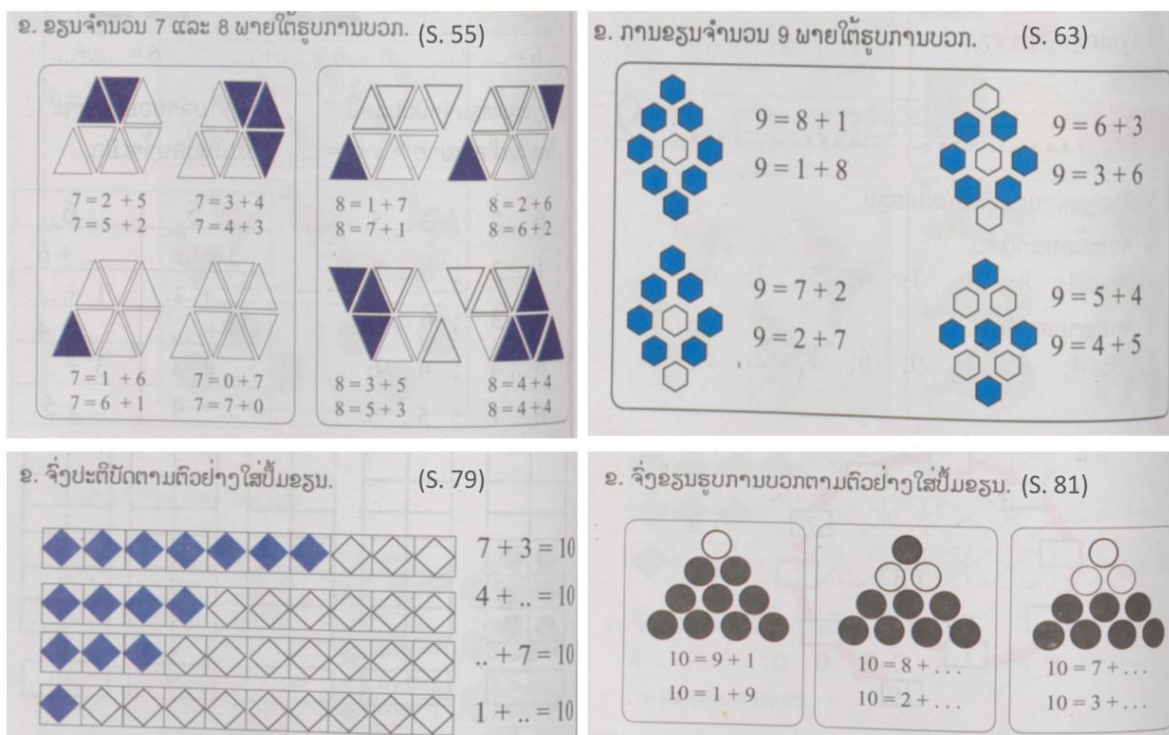 ຂ. ຂຽນຈຳນວນ 7 ແລະ 8 ພາຍໃຕ້ຮູບການບວກ. (S. 55)
7 = 2 + 5
7 = 5 + 2
7 = 3 + 4
7 = 4 + 3
7 = 1 + 6
7 = 6 + 1
7 = 0 + 7
7 = 7 + 0
8 = 1 + 7
8 = 7 + 1
8 = 2 + 6
8 = 6 + 2
8 = 3 + 5
8 = 5 + 3
8 = 4 + 4
8 = 4 + 4
ຂ. ການຂຽນຈຳນວນ 9 ພາຍໃຕ້ຮູບການບວກ. (S. 63)
9 = 8 + 1
9 = 1 + 8
9 = 6 + 3
9 = 3 + 6
9 = 7 + 2
9 = 2 + 7
9 = 5 + 4
9 = 4 + 5
ຂ. ຈົ່ງປະຕິບັດຕາມຕົວຢ່າງໃສ່ປຶ້ມຂຽນ. (S. 79)
7 + 3 = 10
4 + .. = 10
.. + 7 = 10
1 + .. = 10
ຂ. ຈົ່ງຂຽນຮູບການບວກຕາມຕົວຢ່າງໃສ່ປຶ້ມຂຽນ. (S. 81)
10 = 9 + 1
10 = 1 + 9
10 = 8 + ...
10 = 2 + ...
10 = 7 + ...
10 = 3 + ...